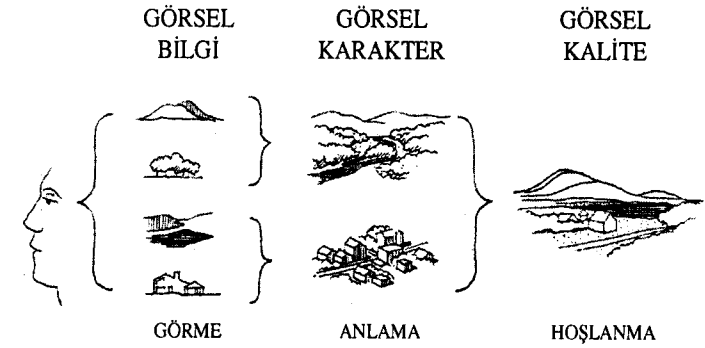 GÖRSEL
BİLGİ
GÖRSEL
KARAKTER
GÖRSEL
KALİTE
GÖRME
ANLAMA
HOŞLANMA